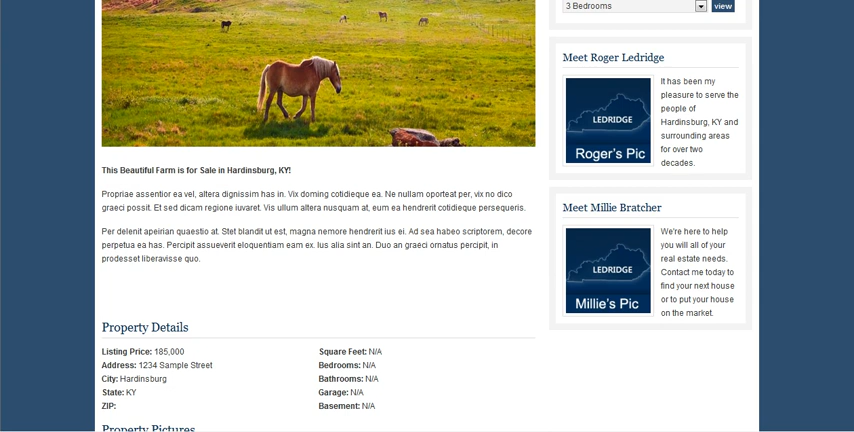 3 Bedrooms view
Meet Roger Ledridge
It has been my
pleasure to serve the
people of
Hardinsburg, KY and
surrounding areas
for over two
decades.
LEDRIDGE
Roger's Pic
Meet Millie Bratcher
We're here to help
you will all of your
real estate needs.
Contact me today to
find your next house
or to put your house
on the market.
LEDRIDGE
Millie's Pic
This Beautiful Farm is for Sale in Hardinsburg, KY!
Propriae assentior ea vel, altera dignissim has in. Vix doming cotidieque ea. Ne nullam oporteat per, vix no dico
graeci possit. Et sed dicam regione iuvaret. Vis ullum altera nusquam at, eum ea hendrerit cotidieque persequeris.
Per delenit apeirian quaestio at. Stet blandit ut est, magna nemore hendrerit ius ei. Ad sea habeo scriptorem, decore
perpetua ea has. Percipit assueverit eloquentiam eam ex. Ius alia sint an. Duo an graeci ornatus percipit, in
prodesset liberavisse quo.
Property Details
Listing Price: 185,000
Address: 1234 Sample Street
City: Hardinsburg
State: KY
ZIP:
Square Feet: N/A
Bedrooms: N/A
Bathrooms: N/A
Garage: N/A
Basement: N/A
Property Pictures